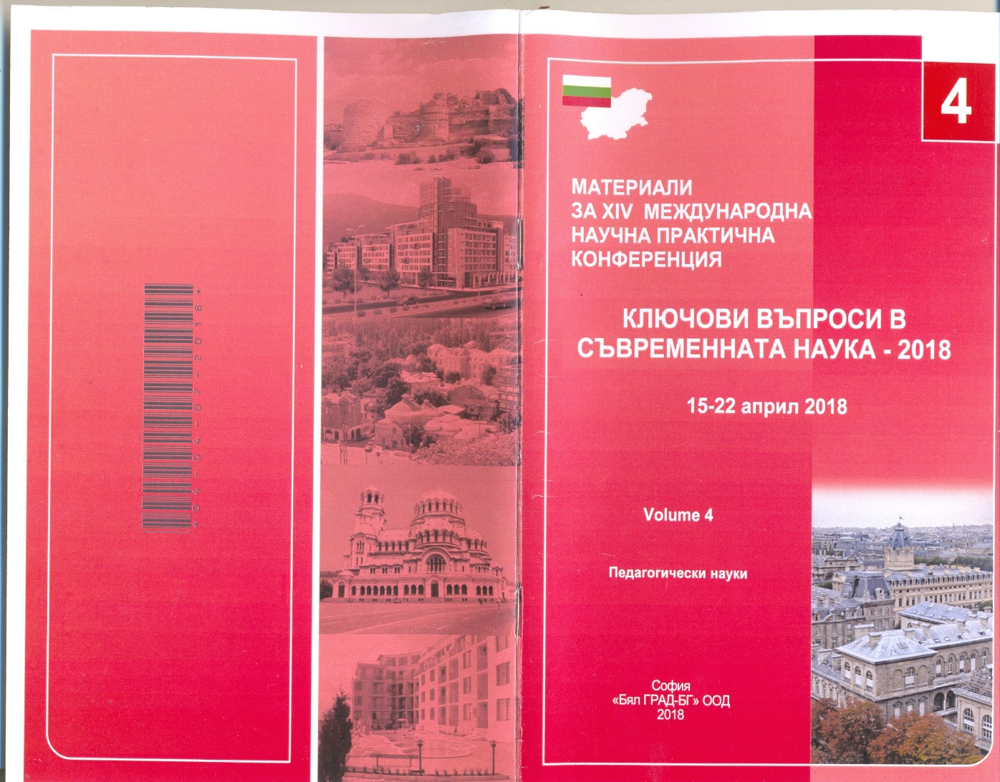 4
МАТЕРИАЛИ
ЗА XIV МЕЖДУНАРОДНА
НАУЧНА ПРАКТИЧНА
КОНФЕРЕНЦИЯ
КЛЮЧОВИ ВЪПРОСИ В
СЪВРЕМЕННАТА НАУКА - 2018
15-22 април 2018
Volume 4
Педагогически науки
София
«Бял ГРАД-БГ» ООД
2018
*04-04-07-2018*